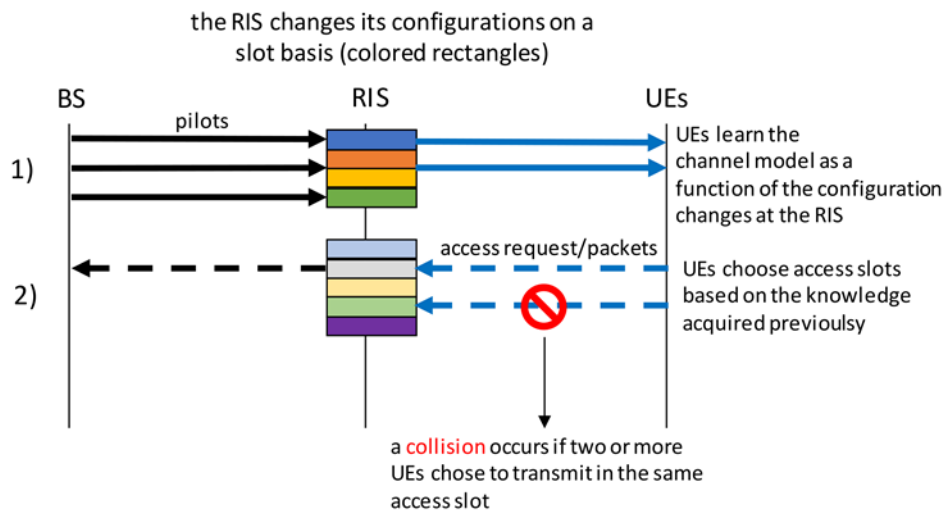 the RIS changes its configurations on a
slot basis (colored rectangles)
BS
RIS
UEs
pilots
1)
UEs learn the
channel model as a
function of the configuration
changes at the RIS
access request/packets
2)
UEs choose access slots
based on the knowledge
acquired previoulsy
a collision occurs if two or more
UEs chose to transmit in the same
access slot